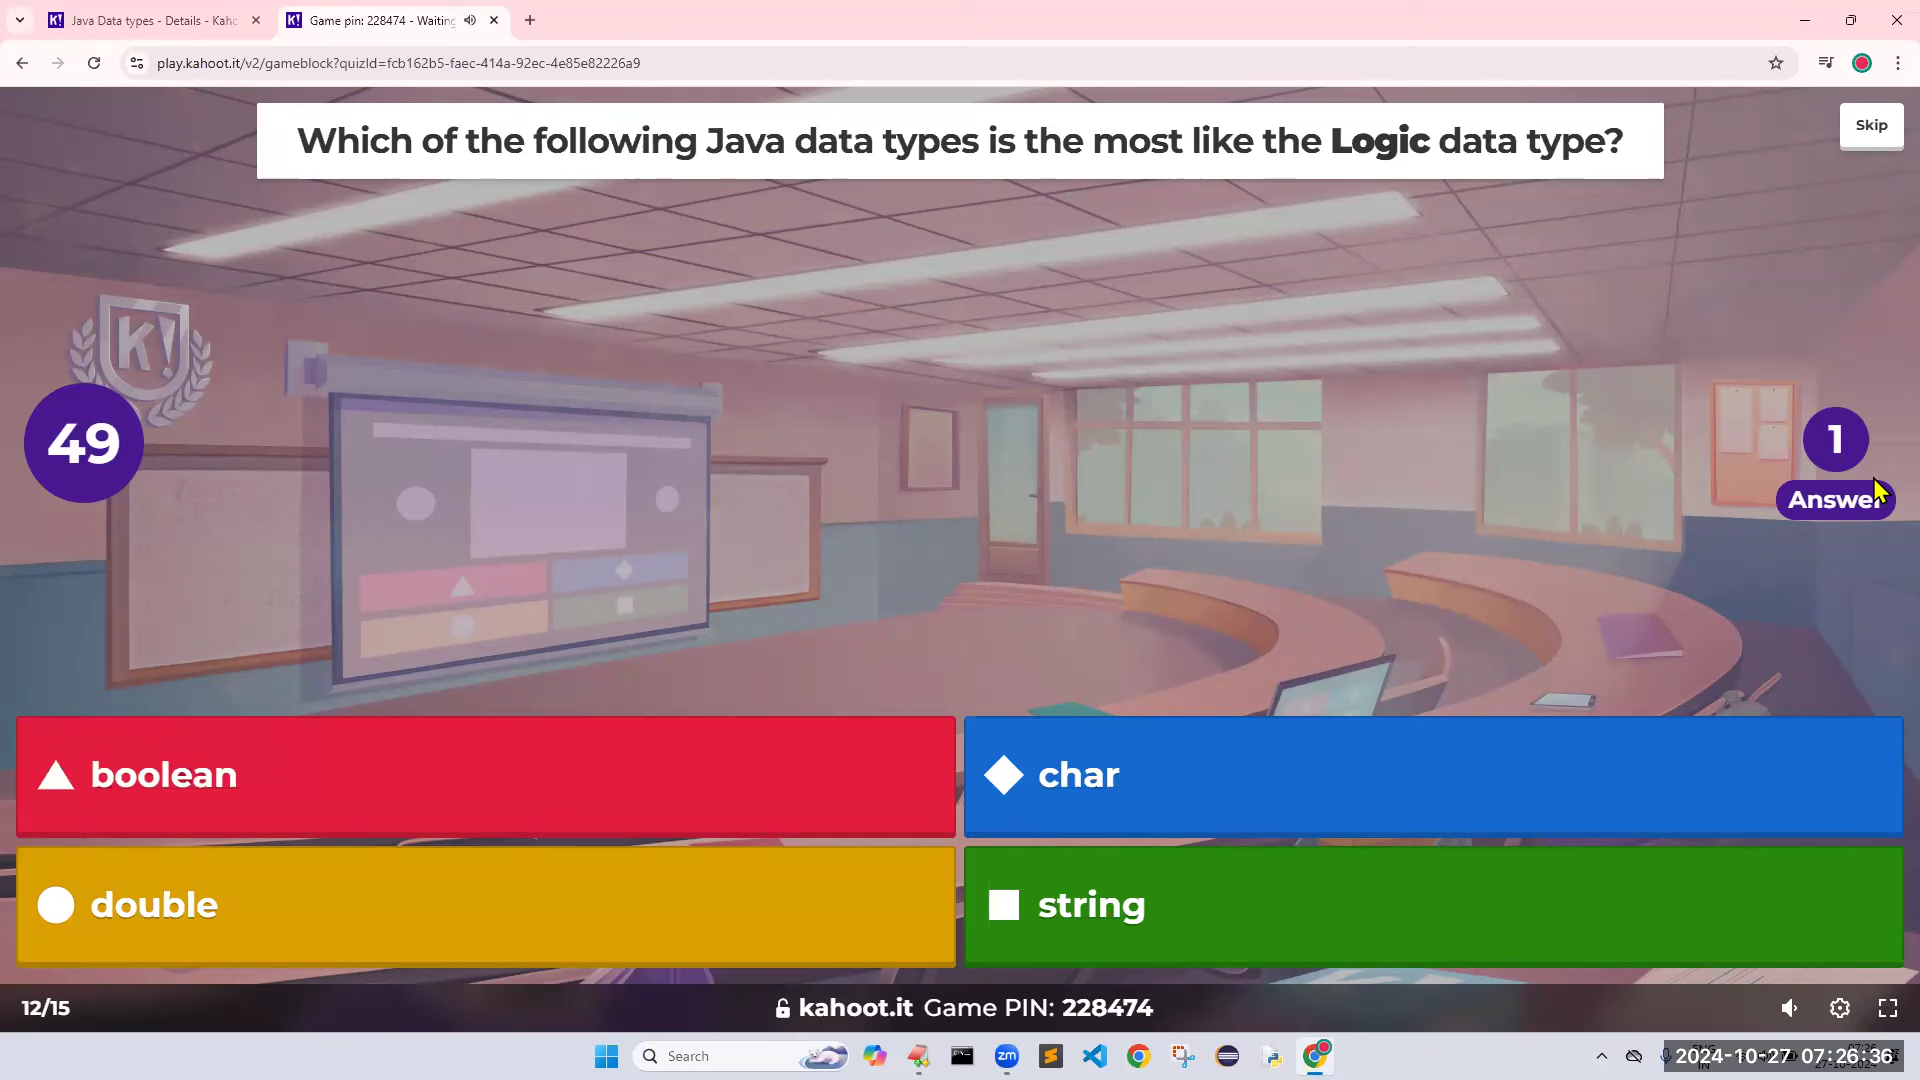 Java Data types - Details - Kaho
Game pin: 228474 - Waiting
play.kahoot.it/v2/gameblock?quizId=fcb162b5-faec-414a-92ec-4e85e82226a9
Which of the following Java data types is the most like the Logic data type?
Skip
K!
49
1
Answer
boolean
char
double
string
12/15
kahoot.it Game PIN: 228474
Search
2024-10-27 07:26:36